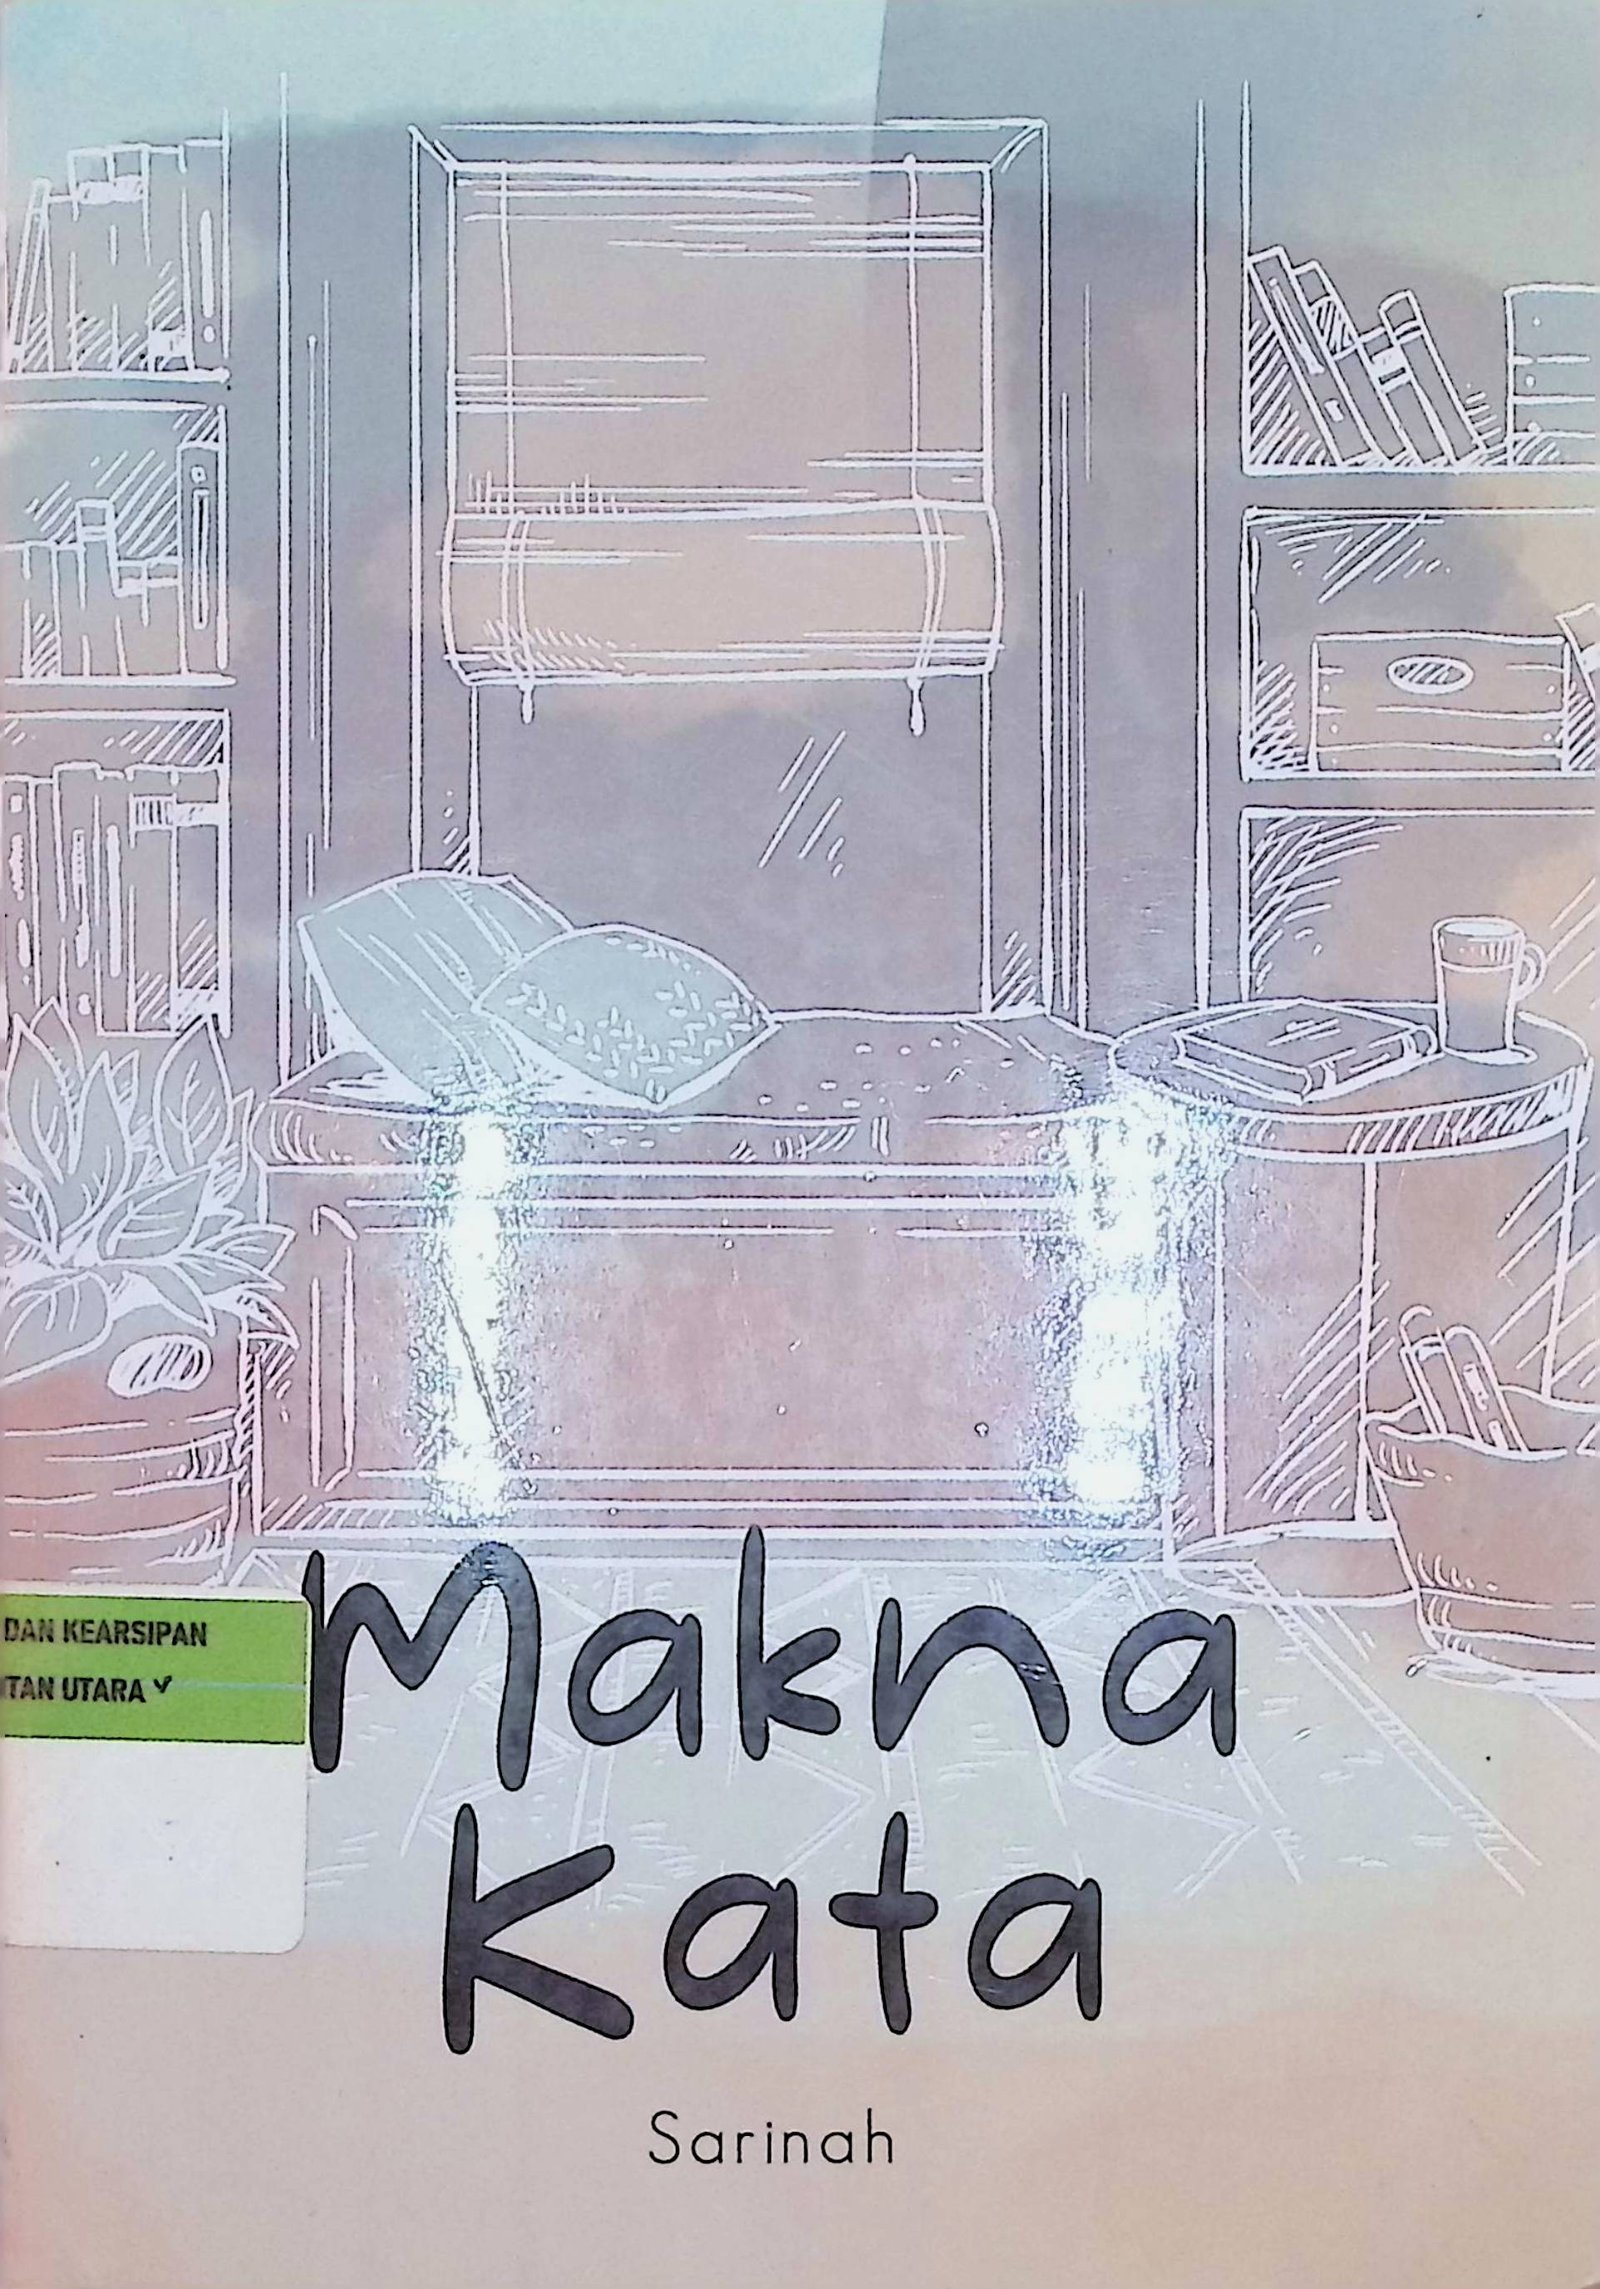 DAN KEARSIPAN
TAN UTARA
Makna
Kata
Sarinah